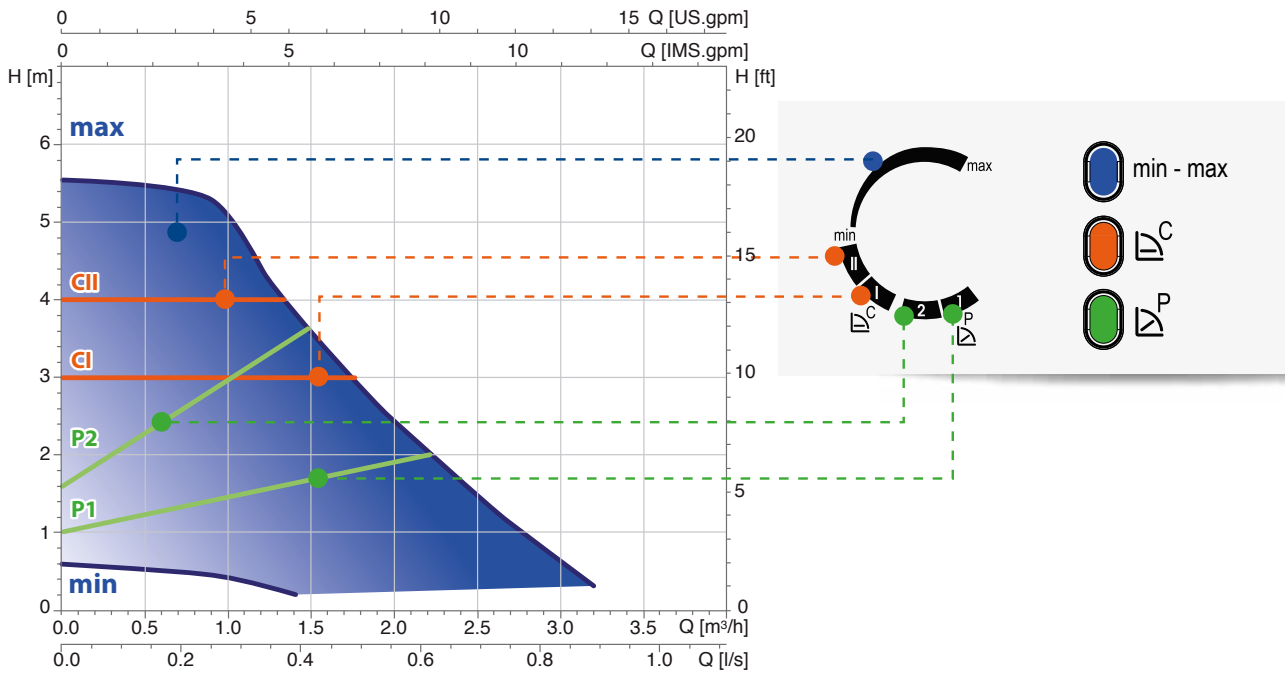 0 5 10 15 Q [US.gpm]
0 5 10 Q [IMS.gpm]
H [m] H [ft]
max
6 20
min - max
max
5
min
15
C
CII
II
4
I
C
2
1
P
P
CI
3 10
P2
2
P1
5
1
min
0 0
0.0 0.5 1.0 1.5 2.0 2.5 3.0 3.5 Q [m³/h]
0.0 0.2 0.4 0.6 0.8 1.0 Q [l/s]